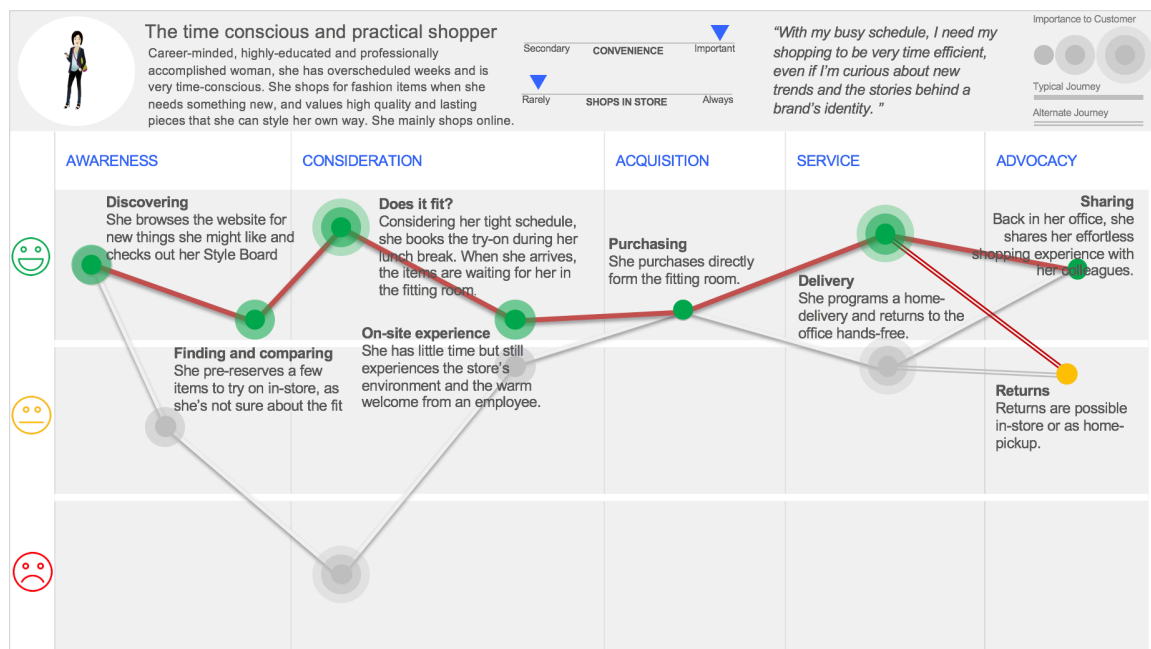 The time conscious and practical shopper
Career-minded, highly-educated and professionally
accomplished woman, she has overscheduled weeks and is
very time-conscious. She shops for fashion items when she
needs something new, and values high quality and lasting
pieces that she can style her own way. She mainly shops online.
Secondary CONVENIENCE Important
Rarely SHOPS IN STORE Always
“With my busy schedule, I need my
shopping to be very time efficient,
even if I’m curious about new
trends and the stories behind a
brand’s identity. ”
Importance to Customer
Typical Journey
Alternate Journey
AWARENESS
CONSIDERATION
ACQUISITION
SERVICE
ADVOCACY
Discovering
She browses the website for
new things she might like and
checks out her Style Board
Finding and comparing
She pre-reserves a few
items to try on in-store, as
she’s not sure about the fit
Does it fit?
Considering her tight schedule,
she books the try-on during her
lunch break. When she arrives,
the items are waiting for her in
the fitting room.
On-site experience
She has little time but still
experiences the store’s
environment and the warm
welcome from an employee.
Purchasing
She purchases directly
form the fitting room.
Delivery
She programs a home-
delivery and returns to the
office hands-free.
Sharing
Back in her office, she
shares her effortless
shopping experience with
her colleagues.
Returns
Returns are possible
in-store or as home-
pickup.